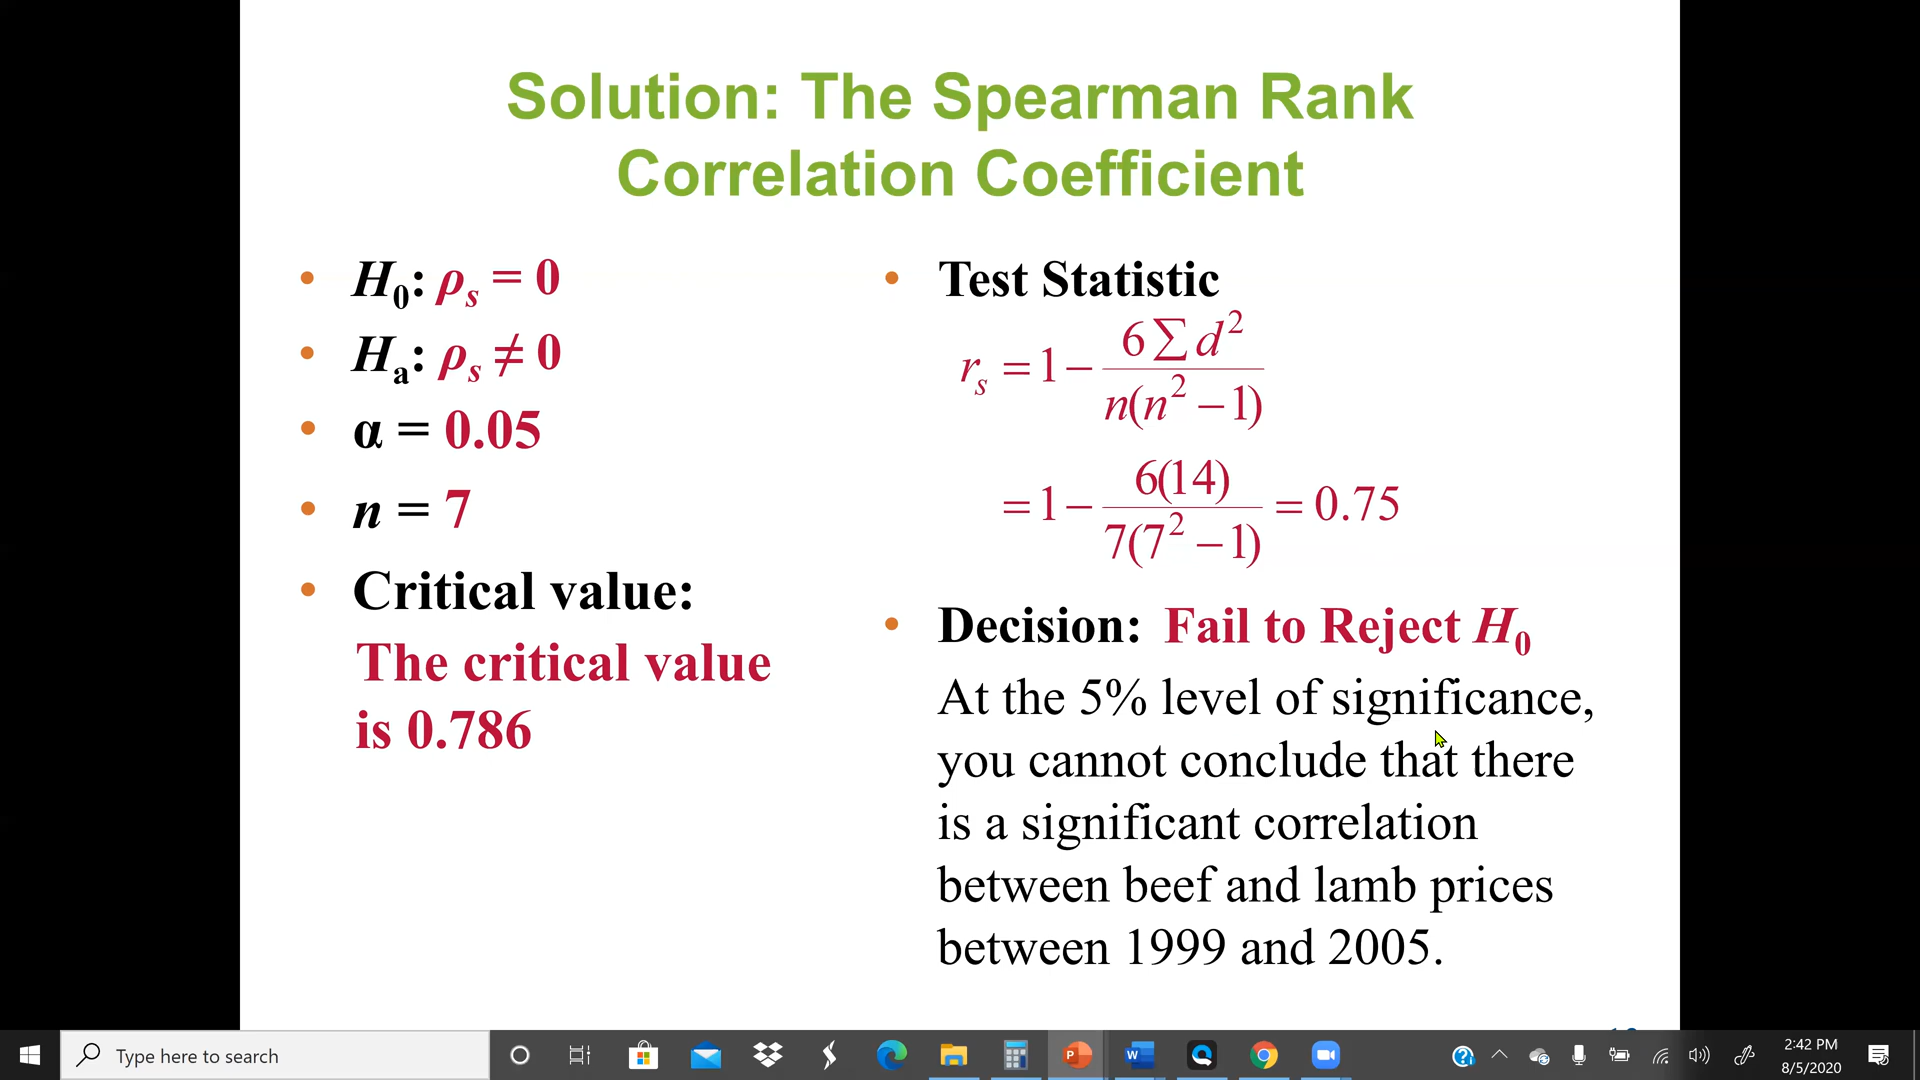 Solution: The Spearman Rank
Correlation Coefficient
• H₀: ρₛ = 0
• Hₐ: ρₛ ≠ 0
• α = 0.05
• n = 7
• Critical value:
The critical value
is 0.786
• Test Statistic
rₛ = 1 − 6∑d² / n(n² − 1)
= 1 − 6(14) / 7(7² − 1) = 0.75
• Decision: Fail to Reject H₀
At the 5% level of significance,
you cannot conclude that there
is a significant correlation
between beef and lamb prices
between 1999 and 2005.
Type here to search
2:42 PM
8/5/2020